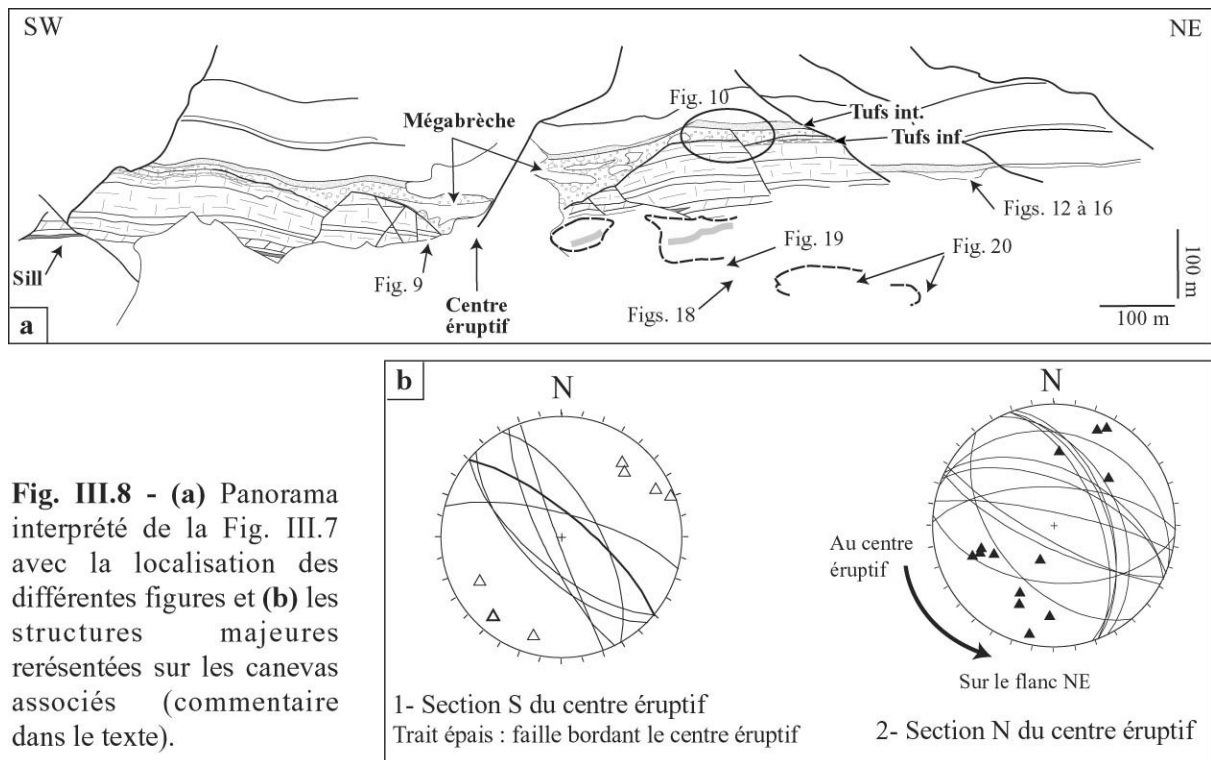 SW
NE
Fig. 10
Tufs int.
Mégabrèche
Tufs inf.
Figs. 12 à 16
Sill
Fig. 9
Centre
éruptif
Fig. 19
Fig. 20
Figs. 18
100 m
100 m
a
b
N
N
Au centre
éruptif
Sur le flanc NE
1- Section S du centre éruptif
Trait épais : faille bordant le centre éruptif
2- Section N du centre éruptif
Fig. III.8 - (a) Panorama
interprété de la Fig. III.7
avec la localisation des
différentes figures et (b) les
structures majeures
rerésentées sur les canevas
associés (commentaire
dans le texte).